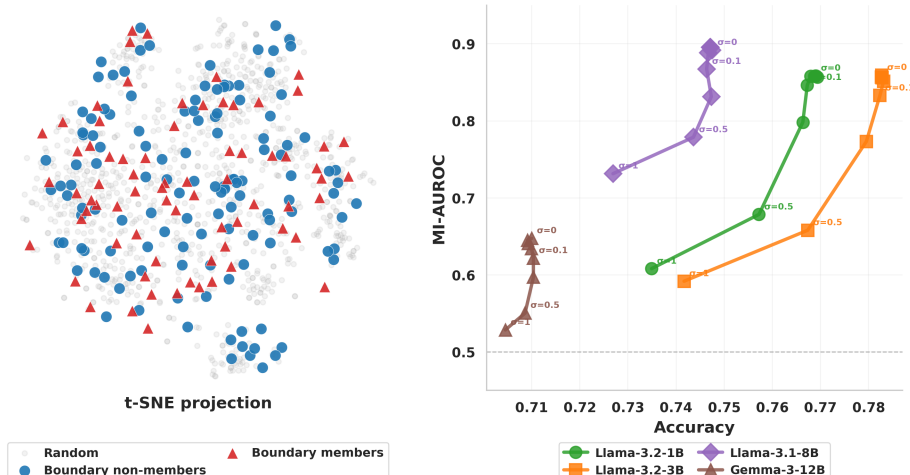 t-SNE projection
Random
Boundary non-members
Boundary members
MI-AUROC
0.9
0.8
0.7
0.6
0.5
σ=0
σ=0.1
σ=0.5
σ=1
σ=0
σ=0.5
σ=1
σ=0
σ=0.5
σ=1
σ=0
σ=0.1
σ=0.5
σ=1
0.71 0.72 0.73 0.74 0.75 0.76 0.77 0.78
Accuracy
Llama-3.2-1B
Llama-3.2-3B
Llama-3.1-8B
Gemma-3-12B